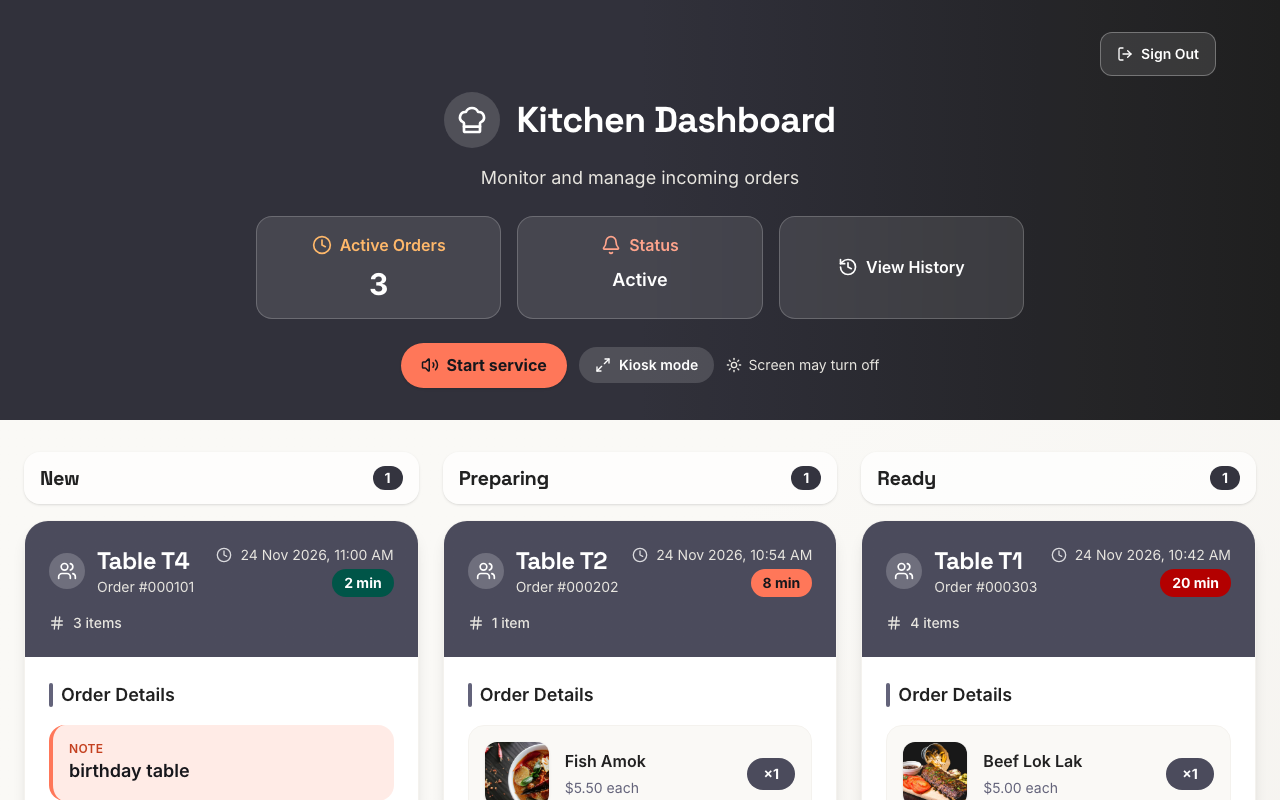 Sign Out
Kitchen Dashboard
Monitor and manage incoming orders
Active Orders
3
Status
Active
View History
Start service
Kiosk mode
Screen may turn off
New
1
Table T4
24 Nov 2026, 11:00 AM
Order #000101
2 min
# 3 items
Order Details
NOTE
birthday table
Preparing
1
Table T2
24 Nov 2026, 10:54 AM
Order #000202
8 min
# 1 item
Order Details
Fish Amok
$5.50 each
×1
Ready
1
Table T1
24 Nov 2026, 10:42 AM
Order #000303
20 min
# 4 items
Order Details
Beef Lok Lak
$5.00 each
×1